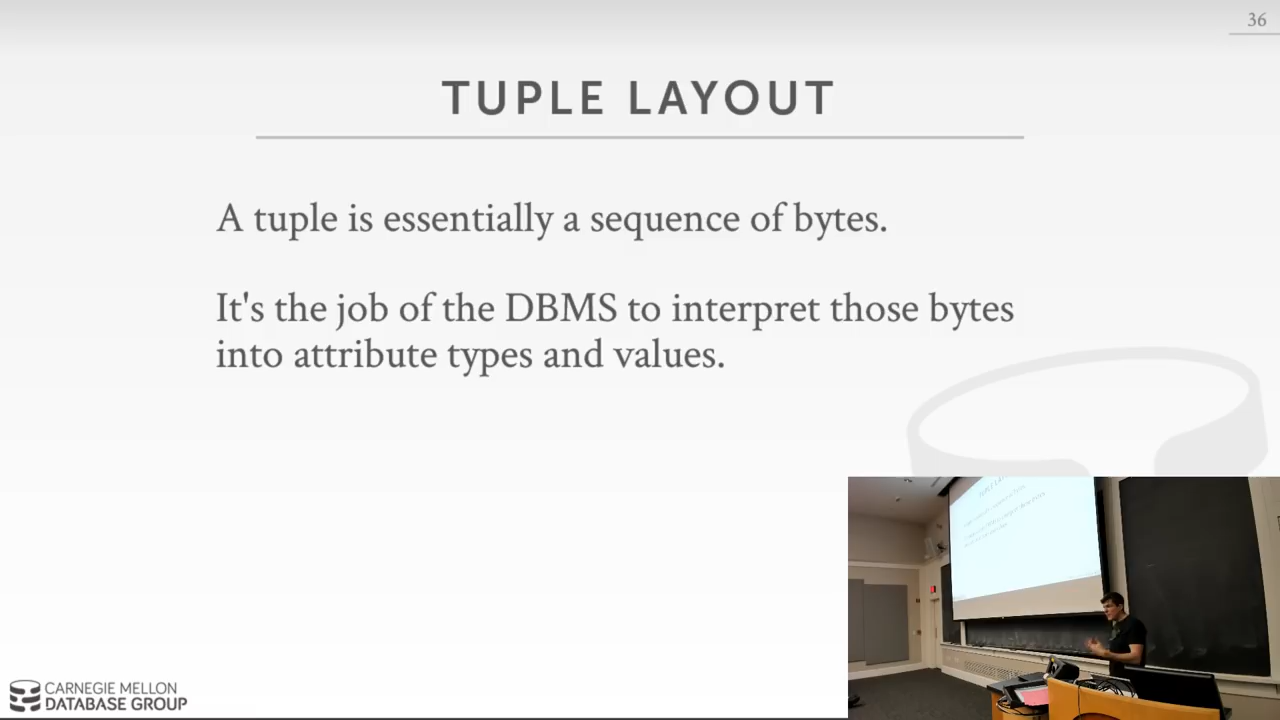 36
TUPLE LAYOUT
A tuple is essentially a sequence of bytes.
It's the job of the DBMS to interpret those bytes
into attribute types and values.
CARNEGIE MELLON
DATABASE GROUP